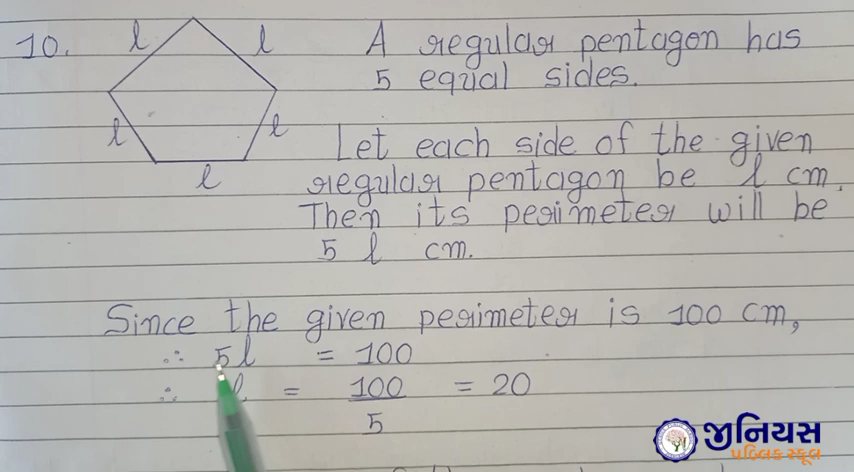 10. l l A regular pentagon has
5 equal sides.
l l Let each side of the given
l regular pentagon be l cm.
Then its perimeter will be
5 l cm.
Since the given perimeter is 100 cm,
∴ 5l = 100
∴ l = 100/5 = 20
જીનિયસ
પબ્લિક સ્કૂલ